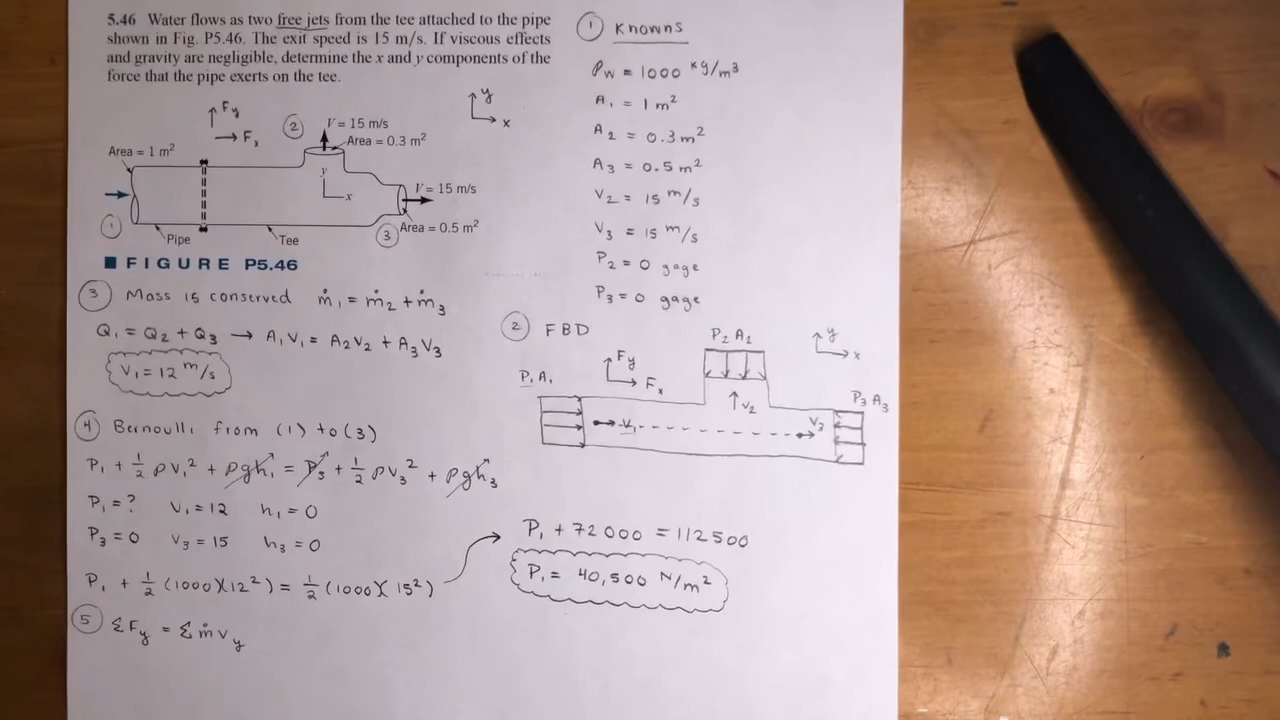 5.46 Water flows as two free jets from the tee attached to the pipe
shown in Fig. P5.46. The exit speed is 15 m/s. If viscous effects
and gravity are negligible, determine the x and y components of the
force that the pipe exerts on the tee.
Fy
Fx
y
x
②
V = 15 m/s
Area = 0.3 m²
Area = 1 m²
y
x
V = 15 m/s
Area = 0.5 m²
①
Pipe
Tee
③
■ FIGURE P5.46
① Knowns
ρw = 1000 kg/m³
A₁ = 1 m²
A₂ = 0.3 m²
A₃ = 0.5 m²
V₂ = 15 m/s
V₃ = 15 m/s
P₂ = 0 gage
P₃ = 0 gage
② FBD
P₂ A₂
y
x
Fy
Fx
P₁ A₁
V₂
P₃ A₃
V₁
V₃
③ Mass is conserved ṁ₁ = ṁ₂ + ṁ₃
Q₁ = Q₂ + Q₃ → A₁V₁ = A₂V₂ + A₃V₃
V₁ = 12 m/s
④ Bernoulli from (1) to (3)
P₁ + ½ ρV₁² + ρgh₁ = P₃ + ½ ρV₃² + ρgh₃
P₁ = ? V₁ = 12 h₁ = 0
P₃ = 0 V₃ = 15 h₃ = 0
P₁ + ½ (1000)(12²) = ½ (1000)(15²)
P₁ + 72000 = 112500
P₁ = 40,500 N/m²
⑤ ΣFy = Σṁvy